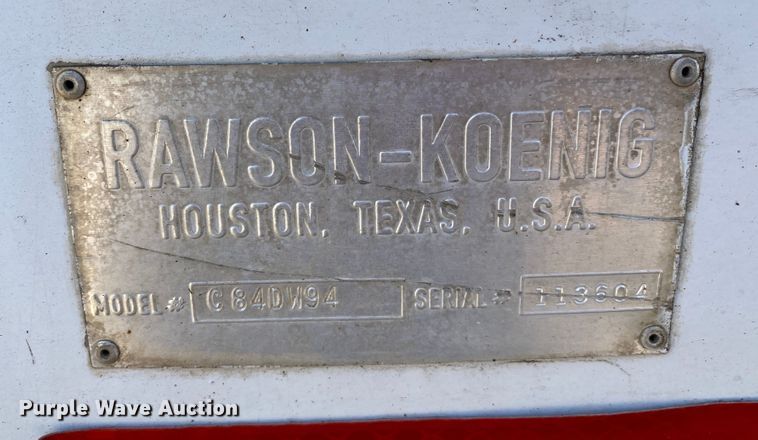 RAWSON-KOENIG
HOUSTON, TEXAS, U.S.A.
MODEL # C84DW94 SERIAL # 113604
Purple Wave Auction